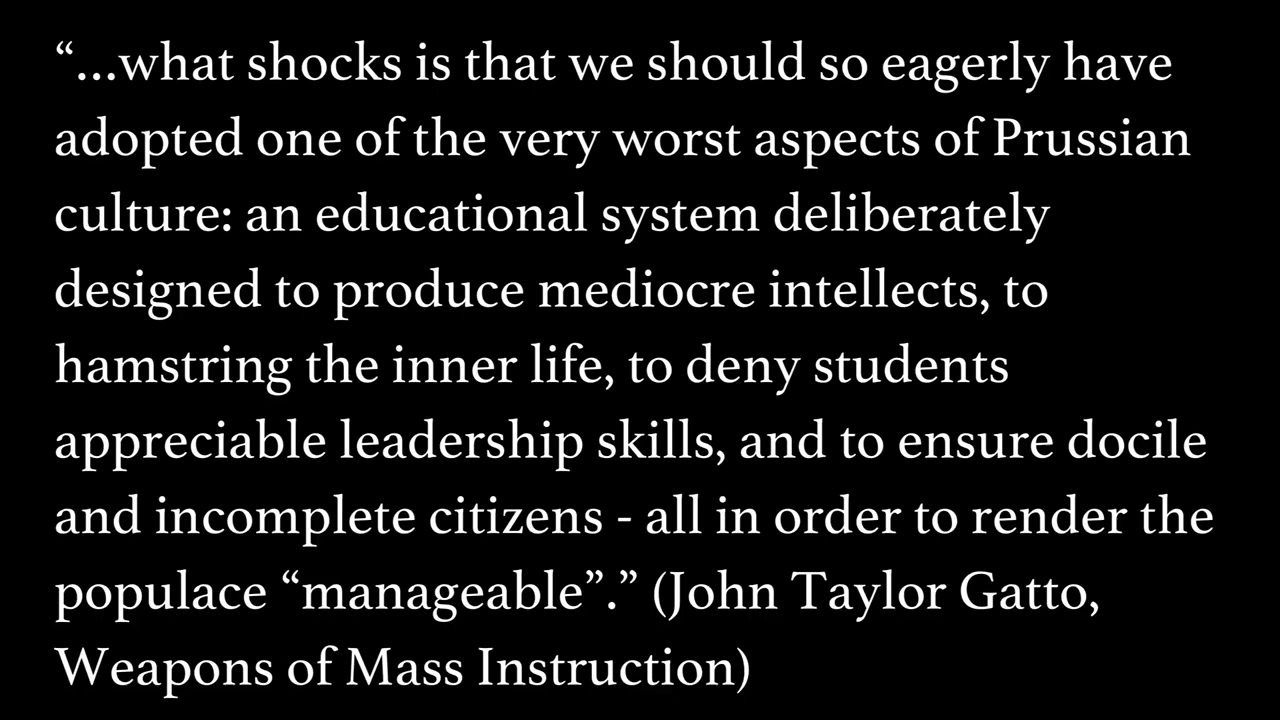 “...what shocks is that we should so eagerly have
adopted one of the very worst aspects of Prussian
culture: an educational system deliberately
designed to produce mediocre intellects, to
hamstring the inner life, to deny students
appreciable leadership skills, and to ensure docile
and incomplete citizens - all in order to render the
populace “manageable”.” (John Taylor Gatto,
Weapons of Mass Instruction)